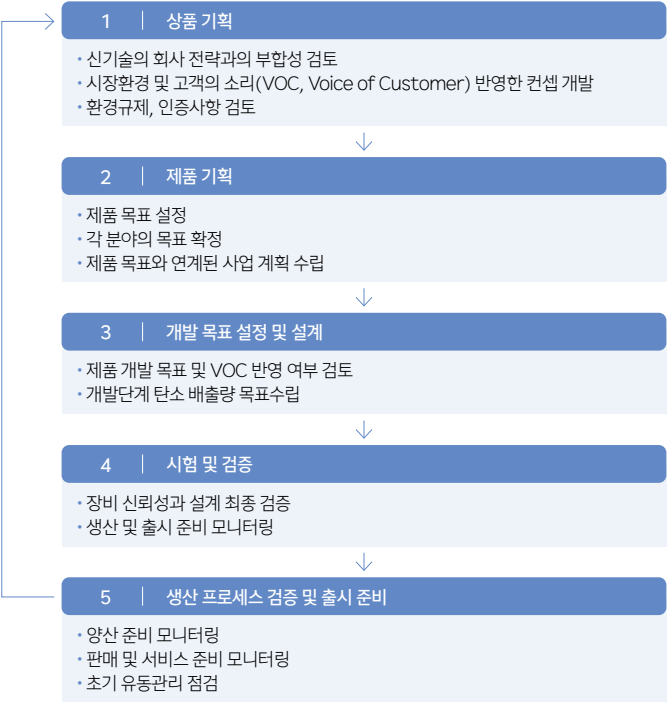 1 | 상품 기획
• 신기술의 회사 전략과의 부합성 검토
• 시장환경 및 고객의 소리(VOC, Voice of Customer) 반영한 컨셉 개발
• 환경규제, 인증사항 검토
2 | 제품 기획
• 제품 목표 설정
• 각 분야의 목표 확정
• 제품 목표와 연계된 사업 계획 수립
3 | 개발 목표 설정 및 설계
• 제품 개발 목표 및 VOC 반영 여부 검토
• 개발단계 탄소 배출량 목표수립
4 | 시험 및 검증
• 장비 신뢰성과 설계 최종 검증
• 생산 및 출시 준비 모니터링
5 | 생산 프로세스 검증 및 출시 준비
• 양산 준비 모니터링
• 판매 및 서비스 준비 모니터링
• 초기 유동관리 점검